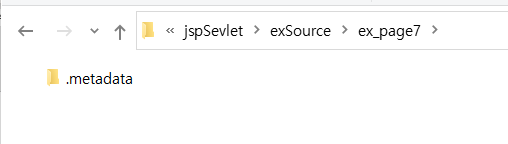 « jspSevlet > exSource > ex_page7 >
.metadata